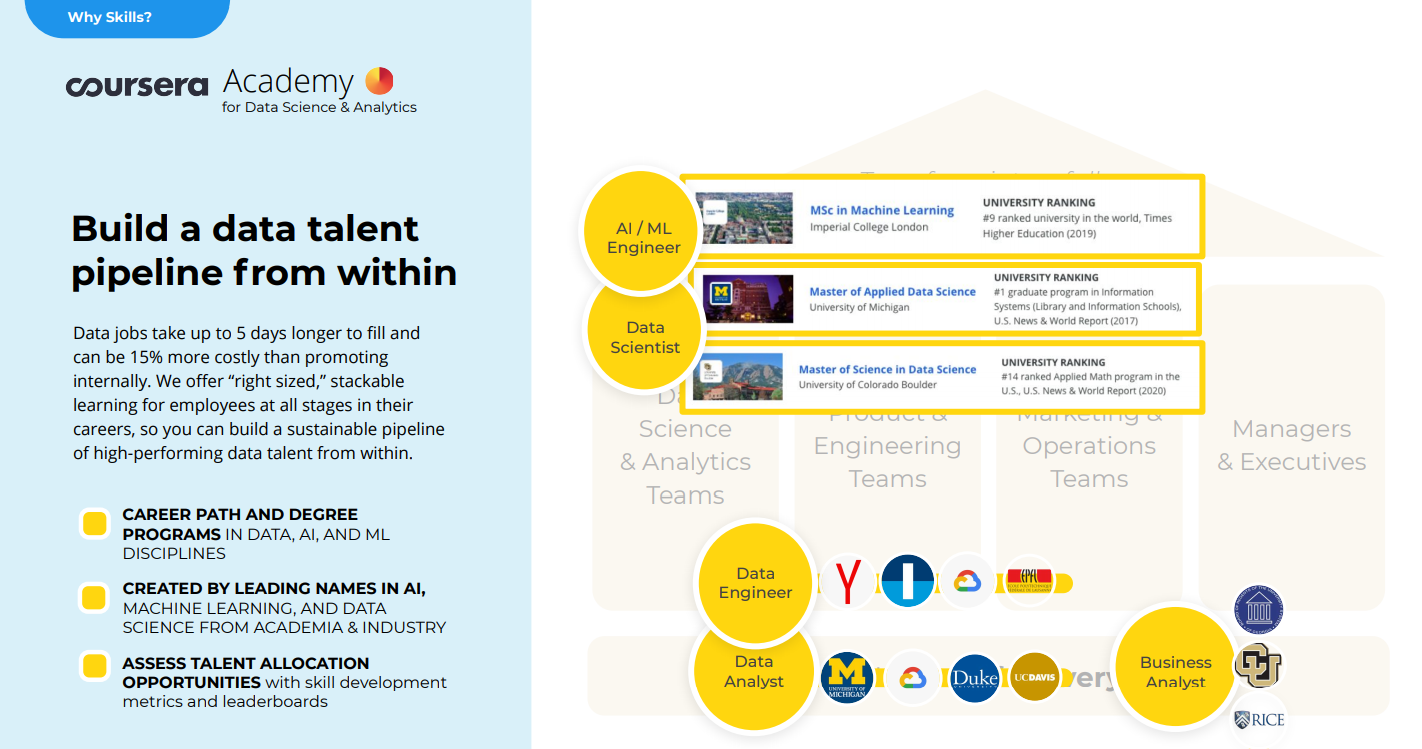 Why Skills?
coursera Academy
for Data Science & Analytics
Build a data talent
pipeline from within
Data jobs take up to 5 days longer to fill and
can be 15% more costly than promoting
internally. We offer “right sized,” stackable
learning for employees at all stages in their
careers, so you can build a sustainable pipeline
of high-performing data talent from within.
CAREER PATH AND DEGREE
PROGRAMS IN DATA, AI, AND ML
DISCIPLINES
CREATED BY LEADING NAMES IN AI,
MACHINE LEARNING, AND DATA
SCIENCE FROM ACADEMIA & INDUSTRY
ASSESS TALENT ALLOCATION
OPPORTUNITIES with skill development
metrics and leaderboards
AI / ML
Engineer
MSc in Machine Learning
Imperial College London
UNIVERSITY RANKING
#9 ranked university in the world, Times
Higher Education (2019)
Data
Scientist
M
Master of Applied Data Science
University of Michigan
UNIVERSITY RANKING
#1 graduate program in Information
Systems (Library and Information Schools),
U.S. News & World Report (2017)
Master of Science in Data Science
University of Colorado Boulder
UNIVERSITY RANKING
#14 ranked Applied Math program in the
U.S., U.S. News & World Report (2020)
Science
& Analytics
Teams
Product &
Engineering
Teams
Marketing &
Operations
Teams
Managers
& Executives
Data
Engineer
Y
I
EPFL
ÉCOLE POLYTECHNIQUE
FÉDÉRALE DE LAUSANNE
Data
Analyst
M
UNIVERSITY OF
MICHIGAN
Duke
UNIVERSITY
UCDAVIS
very
Business
Analyst
CU
RICE